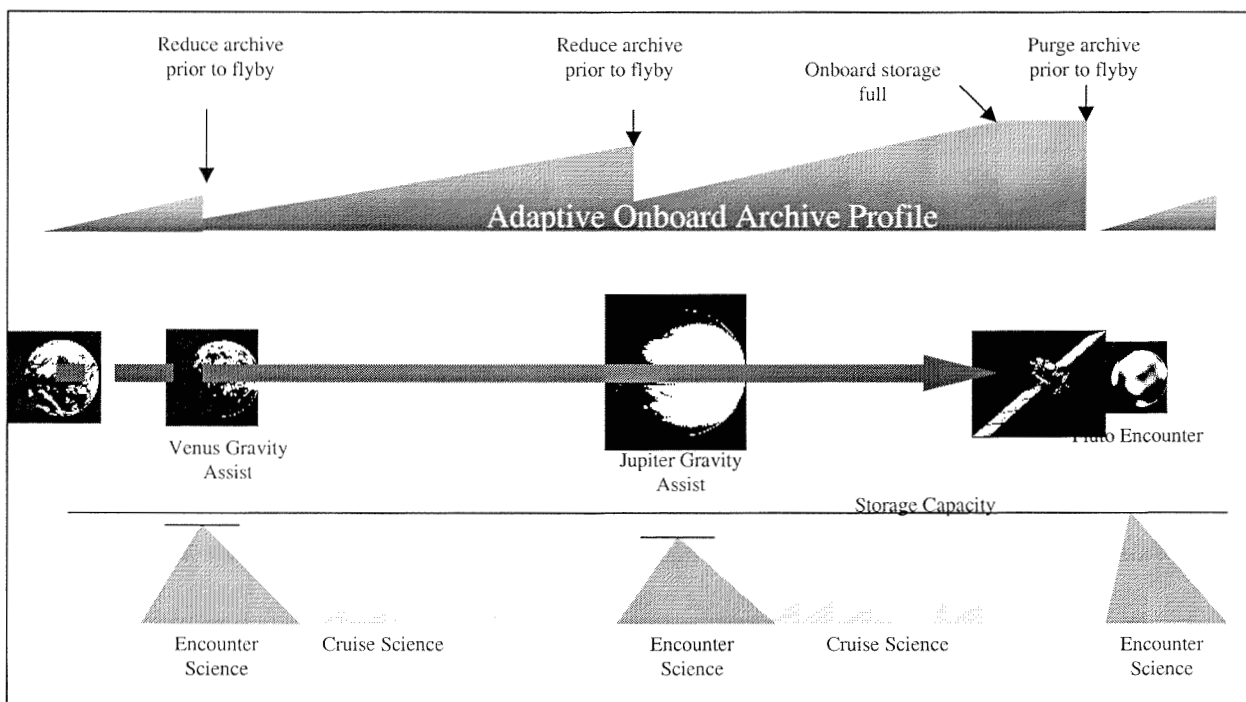 Reduce archive
prior to flyby
Reduce archive
prior to flyby
Onboard storage
full
Purge archive
prior to flyby
Adaptive Onboard Archive Profile
Venus Gravity
Assist
Jupiter Gravity
Assist
Pluto Encounter
Storage Capacity
Encounter
Science
Cruise Science
Encounter
Science
Cruise Science
Encounter
Science